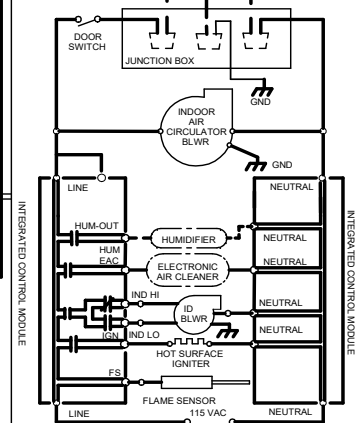 DOOR
SWITCH
JUNCTION BOX
GND
INDOOR
AIR
CIRCULATOR
BLWR
GND
LINE
NEUTRAL
INTEGRATED CONTROL MODULE
INTEGRATED CONTROL MODULE
HUM-OUT
HUMIDIFIER
NEUTRAL
HUM
EAC
ELECTRONIC
AIR CLEANER
NEUTRAL
IND HI
ID
BLWR
NEUTRAL
IGN
IND LO
NEUTRAL
HOT SURFACE
IGNITER
FS
FLAME SENSOR
LINE
115 VAC
NEUTRAL